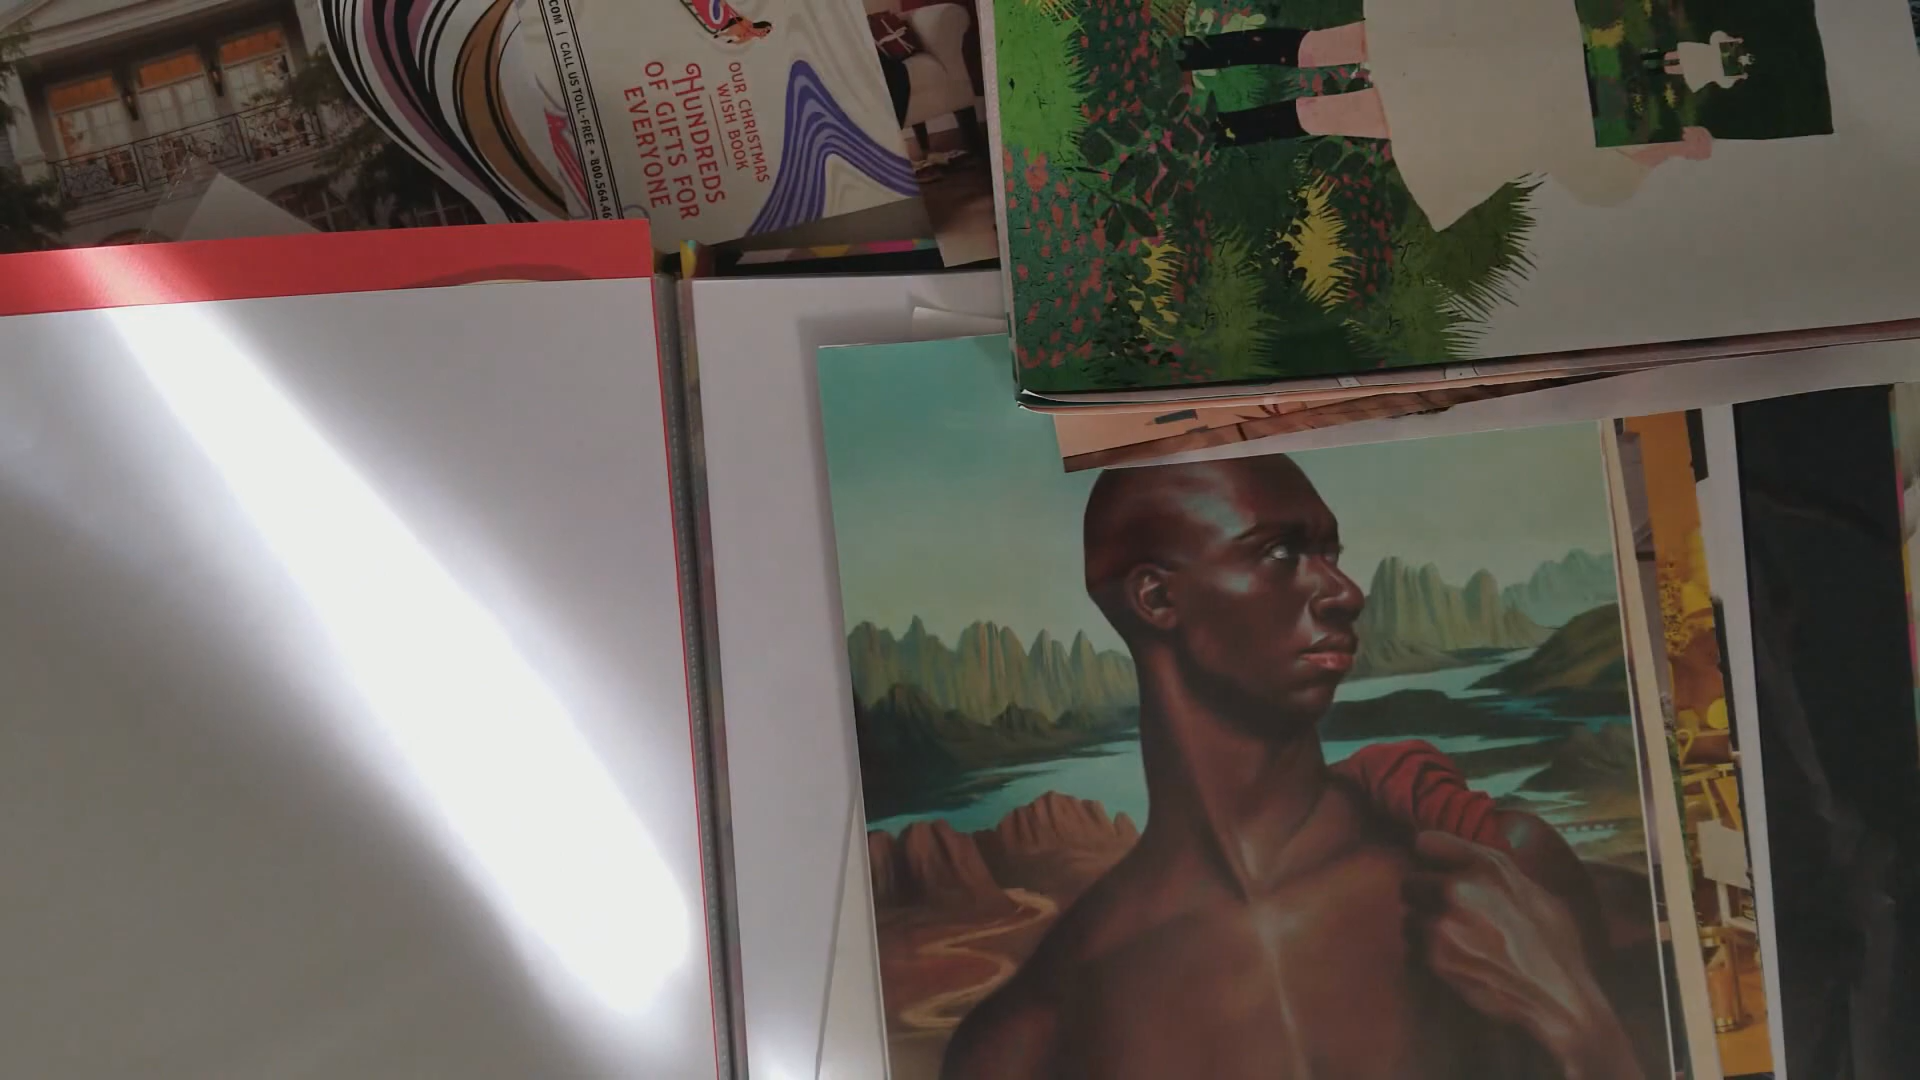 .COM | CALL US TOLL-FREE • 800.564.46
OUR CHRISTMAS
WISH BOOK
HUNDREDS
OF GIFTS FOR
EVERYONE